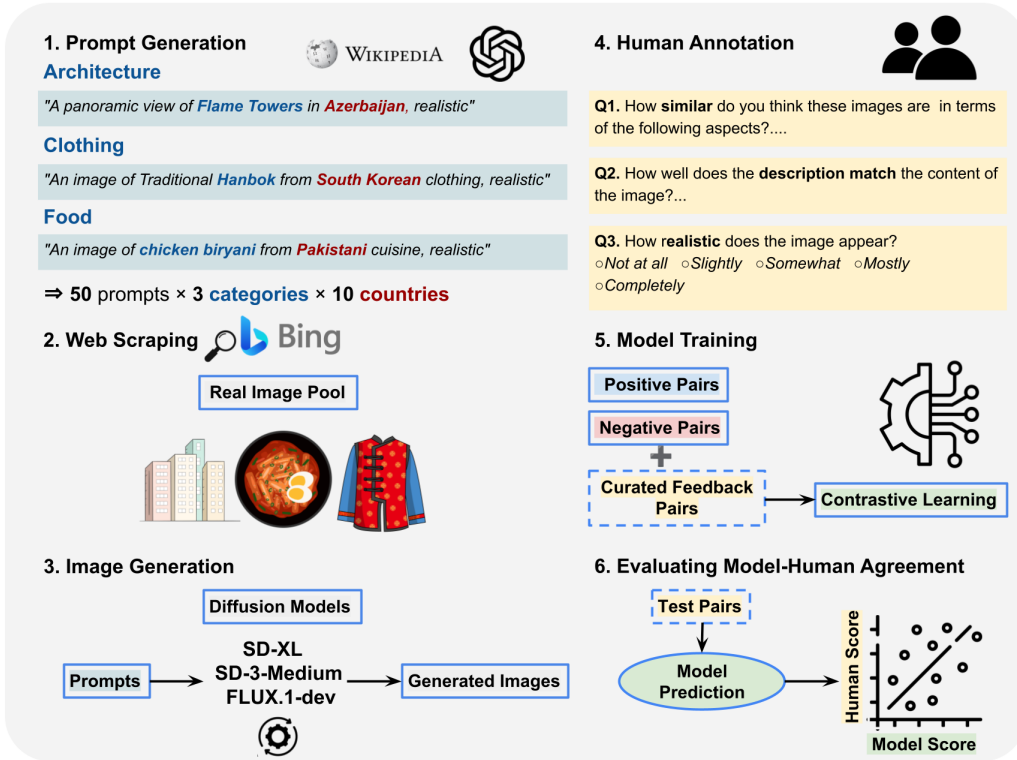 1. Prompt Generation
WIKIPEDIA
Architecture
"A panoramic view of Flame Towers in Azerbaijan, realistic"
Clothing
"An image of Traditional Hanbok from South Korean clothing, realistic"
Food
"An image of chicken biryani from Pakistani cuisine, realistic"
⇒ 50 prompts × 3 categories × 10 countries
2. Web Scraping
Bing
Real Image Pool
3. Image Generation
Diffusion Models
Prompts
SD-XL
SD-3-Medium
FLUX.1-dev
Generated Images
4. Human Annotation
Q1. How similar do you think these images are in terms
of the following aspects?....
Q2. How well does the description match the content of
the image?...
Q3. How realistic does the image appear?
○Not at all ○Slightly ○Somewhat ○Mostly
○Completely
5. Model Training
Positive Pairs
Negative Pairs
+
Curated Feedback
Pairs
Contrastive Learning
6. Evaluating Model-Human Agreement
Test Pairs
Model
Prediction
Human Score
Model Score